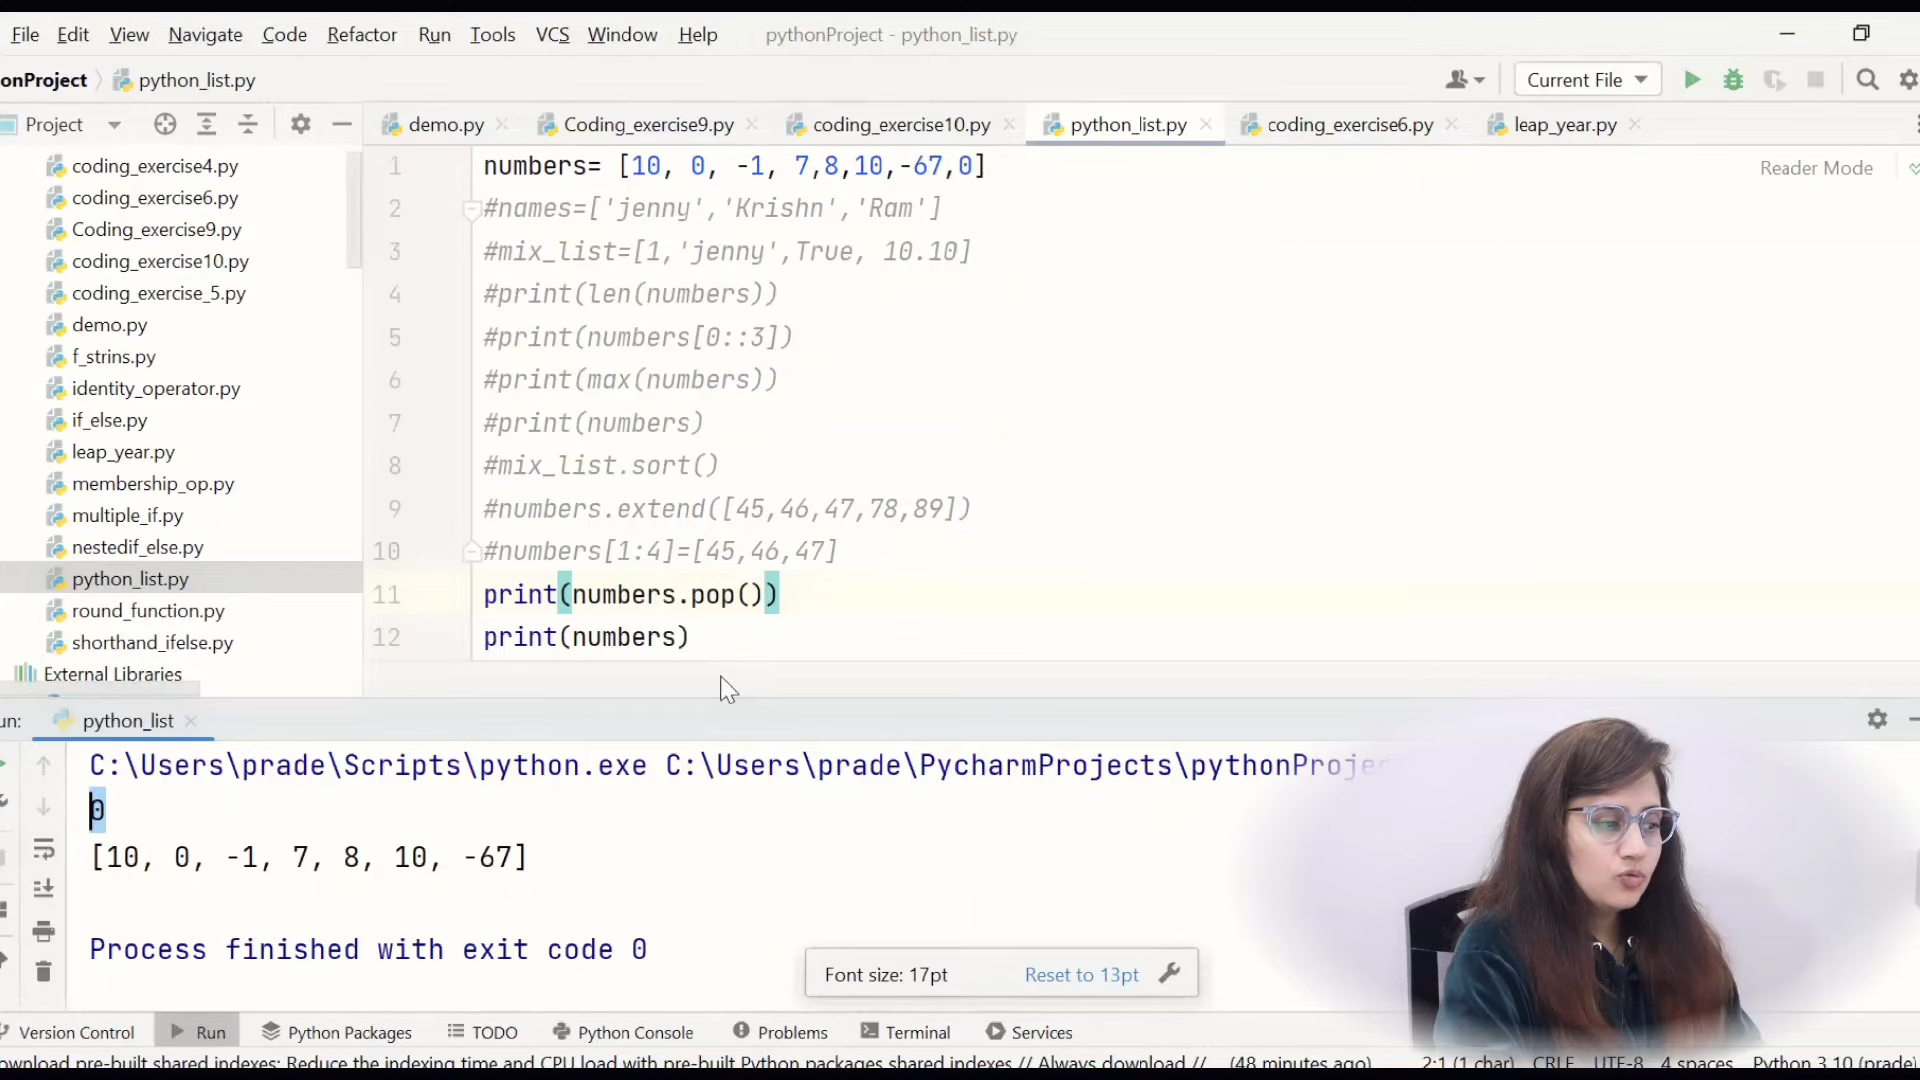 File Edit View Navigate Code Refactor Run Tools VCS Window Help pythonProject - python_list.py
onProject python_list.py Current File
Project demo.py Coding_exercise9.py coding_exercise10.py python_list.py coding_exercise6.py leap_year.py
coding_exercise4.py
coding_exercise6.py
Coding_exercise9.py
coding_exercise10.py
coding_exercise_5.py
demo.py
f_strins.py
identity_operator.py
if_else.py
leap_year.py
membership_op.py
multiple_if.py
nestedif_else.py
python_list.py
round_function.py
shorthand_ifelse.py
External Libraries
Reader Mode
1 numbers= [10, 0, -1, 7,8,10,-67,0]
2 #names=['jenny','Krishn','Ram']
3 #mix_list=[1,'jenny',True, 10.10]
4 #print(len(numbers))
5 #print(numbers[0::3])
6 #print(max(numbers))
7 #print(numbers)
8 #mix_list.sort()
9 #numbers.extend([45,46,47,78,89])
10 #numbers[1:4]=[45,46,47]
11 print(numbers.pop())
12 print(numbers)
un: python_list
C:\Users\prade\Scripts\python.exe C:\Users\prade\PycharmProjects\pythonProjec
0
[10, 0, -1, 7, 8, 10, -67]
Process finished with exit code 0
Font size: 17pt Reset to 13pt
Version Control Run Python Packages TODO Python Console Problems Terminal Services
ownload pre-built shared indexes: Reduce the indexing time and CPU load with pre-built Python packages shared indexes // Always download // (48 minutes ago) 2:1 (1 char) CRLF UTF-8 4 spaces Python 3.10 (prade)